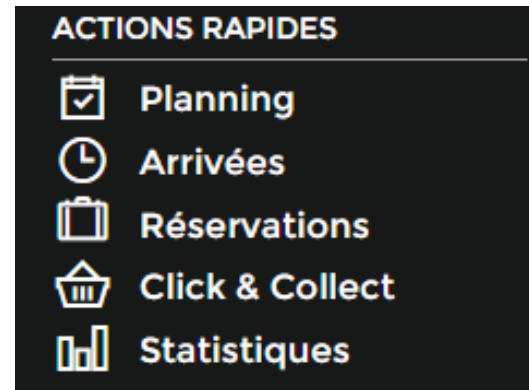 ACTIONS RAPIDES
Planning
Arrivées
Réservations
Click & Collect
Statistiques